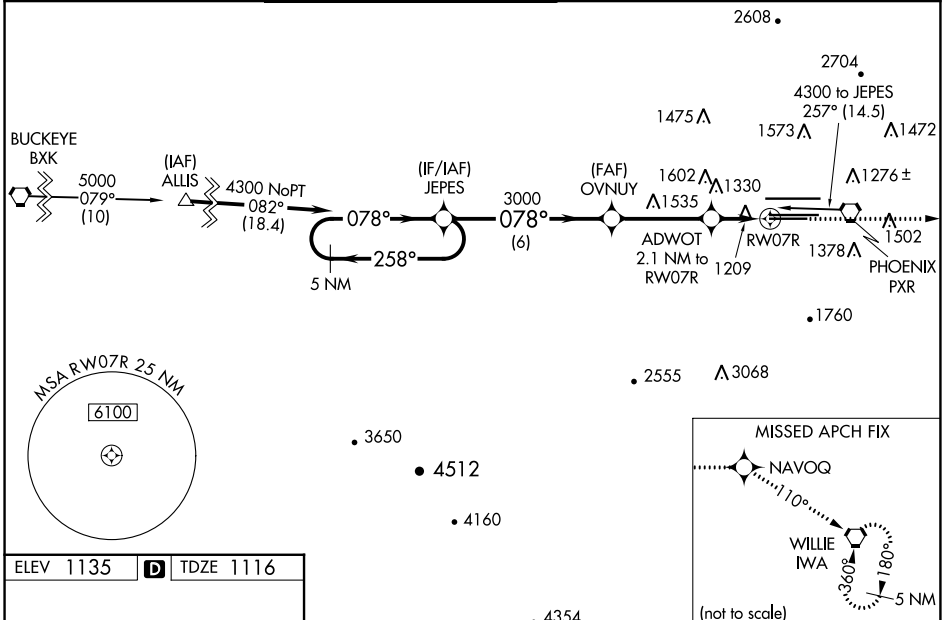 2608
2704
4300 to JEPES
257° (14.5)
1475
1573
1472
BUCKEYE
BXK
5000
079°
(10)
(IAF)
ALLIS
4300 NoPT
082°
(18.4)
(IF/IAF)
JEPES
078°
258°
5 NM
3000
078°
(6)
(FAF)
OVNUY
1602
1330
1535
1276 ±
ADWOT
2.1 NM to
RW07R
1209
RW07R
1502
1378
PHOENIX
PXR
1760
2555
3068
MSA RW07R 25 NM
6100
3650
4512
4160
4354
MISSED APCH FIX
NAVOQ
110°
WILLIE
IWA
360°
180°
5 NM
(not to scale)
ELEV 1135 D TDZE 1116